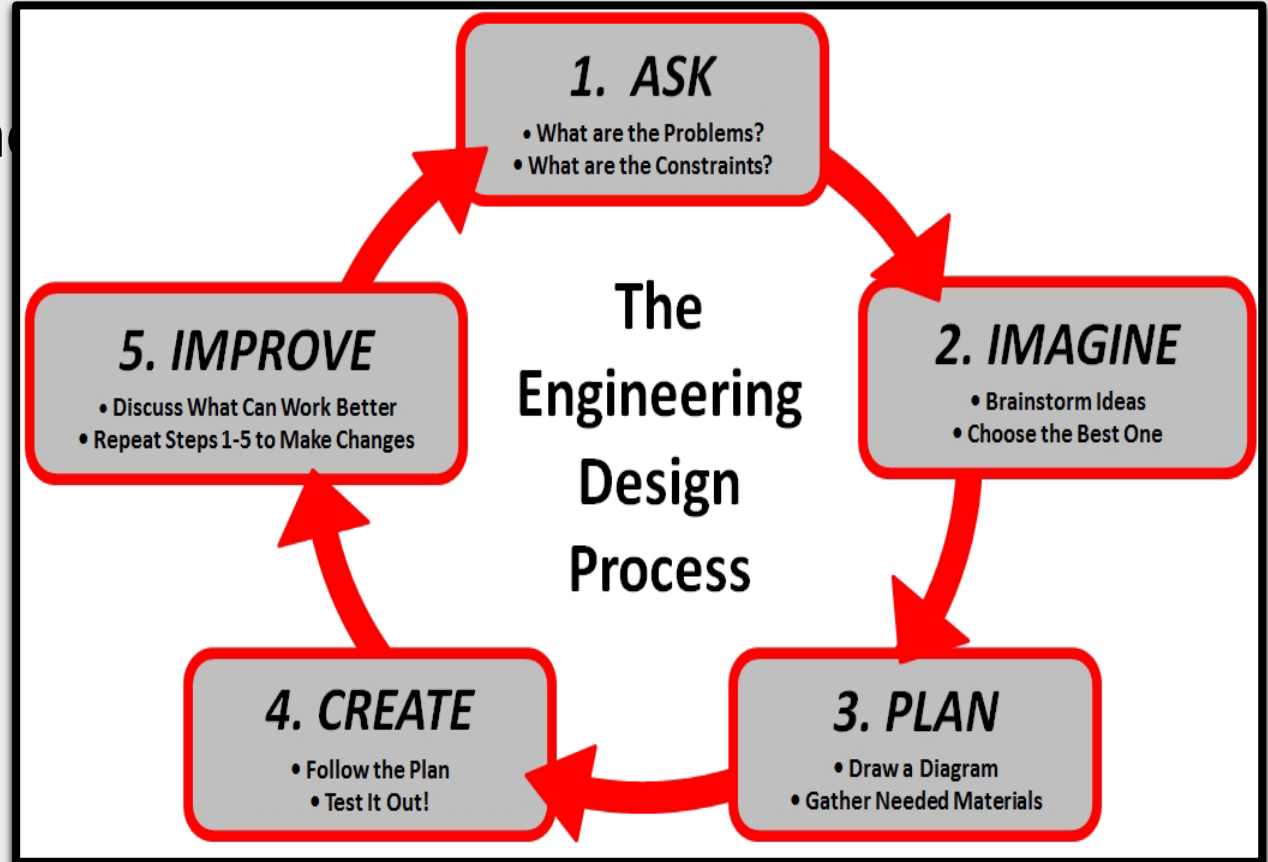 1. ASK
• What are the Problems?
• What are the Constraints?
2. IMAGINE
• Brainstorm Ideas
• Choose the Best One
3. PLAN
• Draw a Diagram
• Gather Needed Materials
4. CREATE
• Follow the Plan
• Test It Out!
5. IMPROVE
• Discuss What Can Work Better
• Repeat Steps 1-5 to Make Changes
The
Engineering
Design
Process